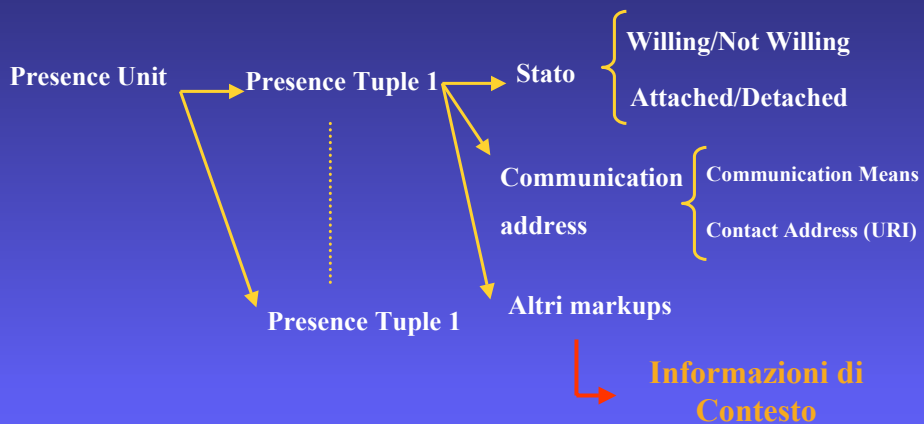 Presence Unit
Presence Tuple 1
Stato
Willing/Not Willing
Attached/Detached
Communication
address
Communication Means
Contact Address (URI)
Altri markups
Presence Tuple 1
Informazioni di
Contesto